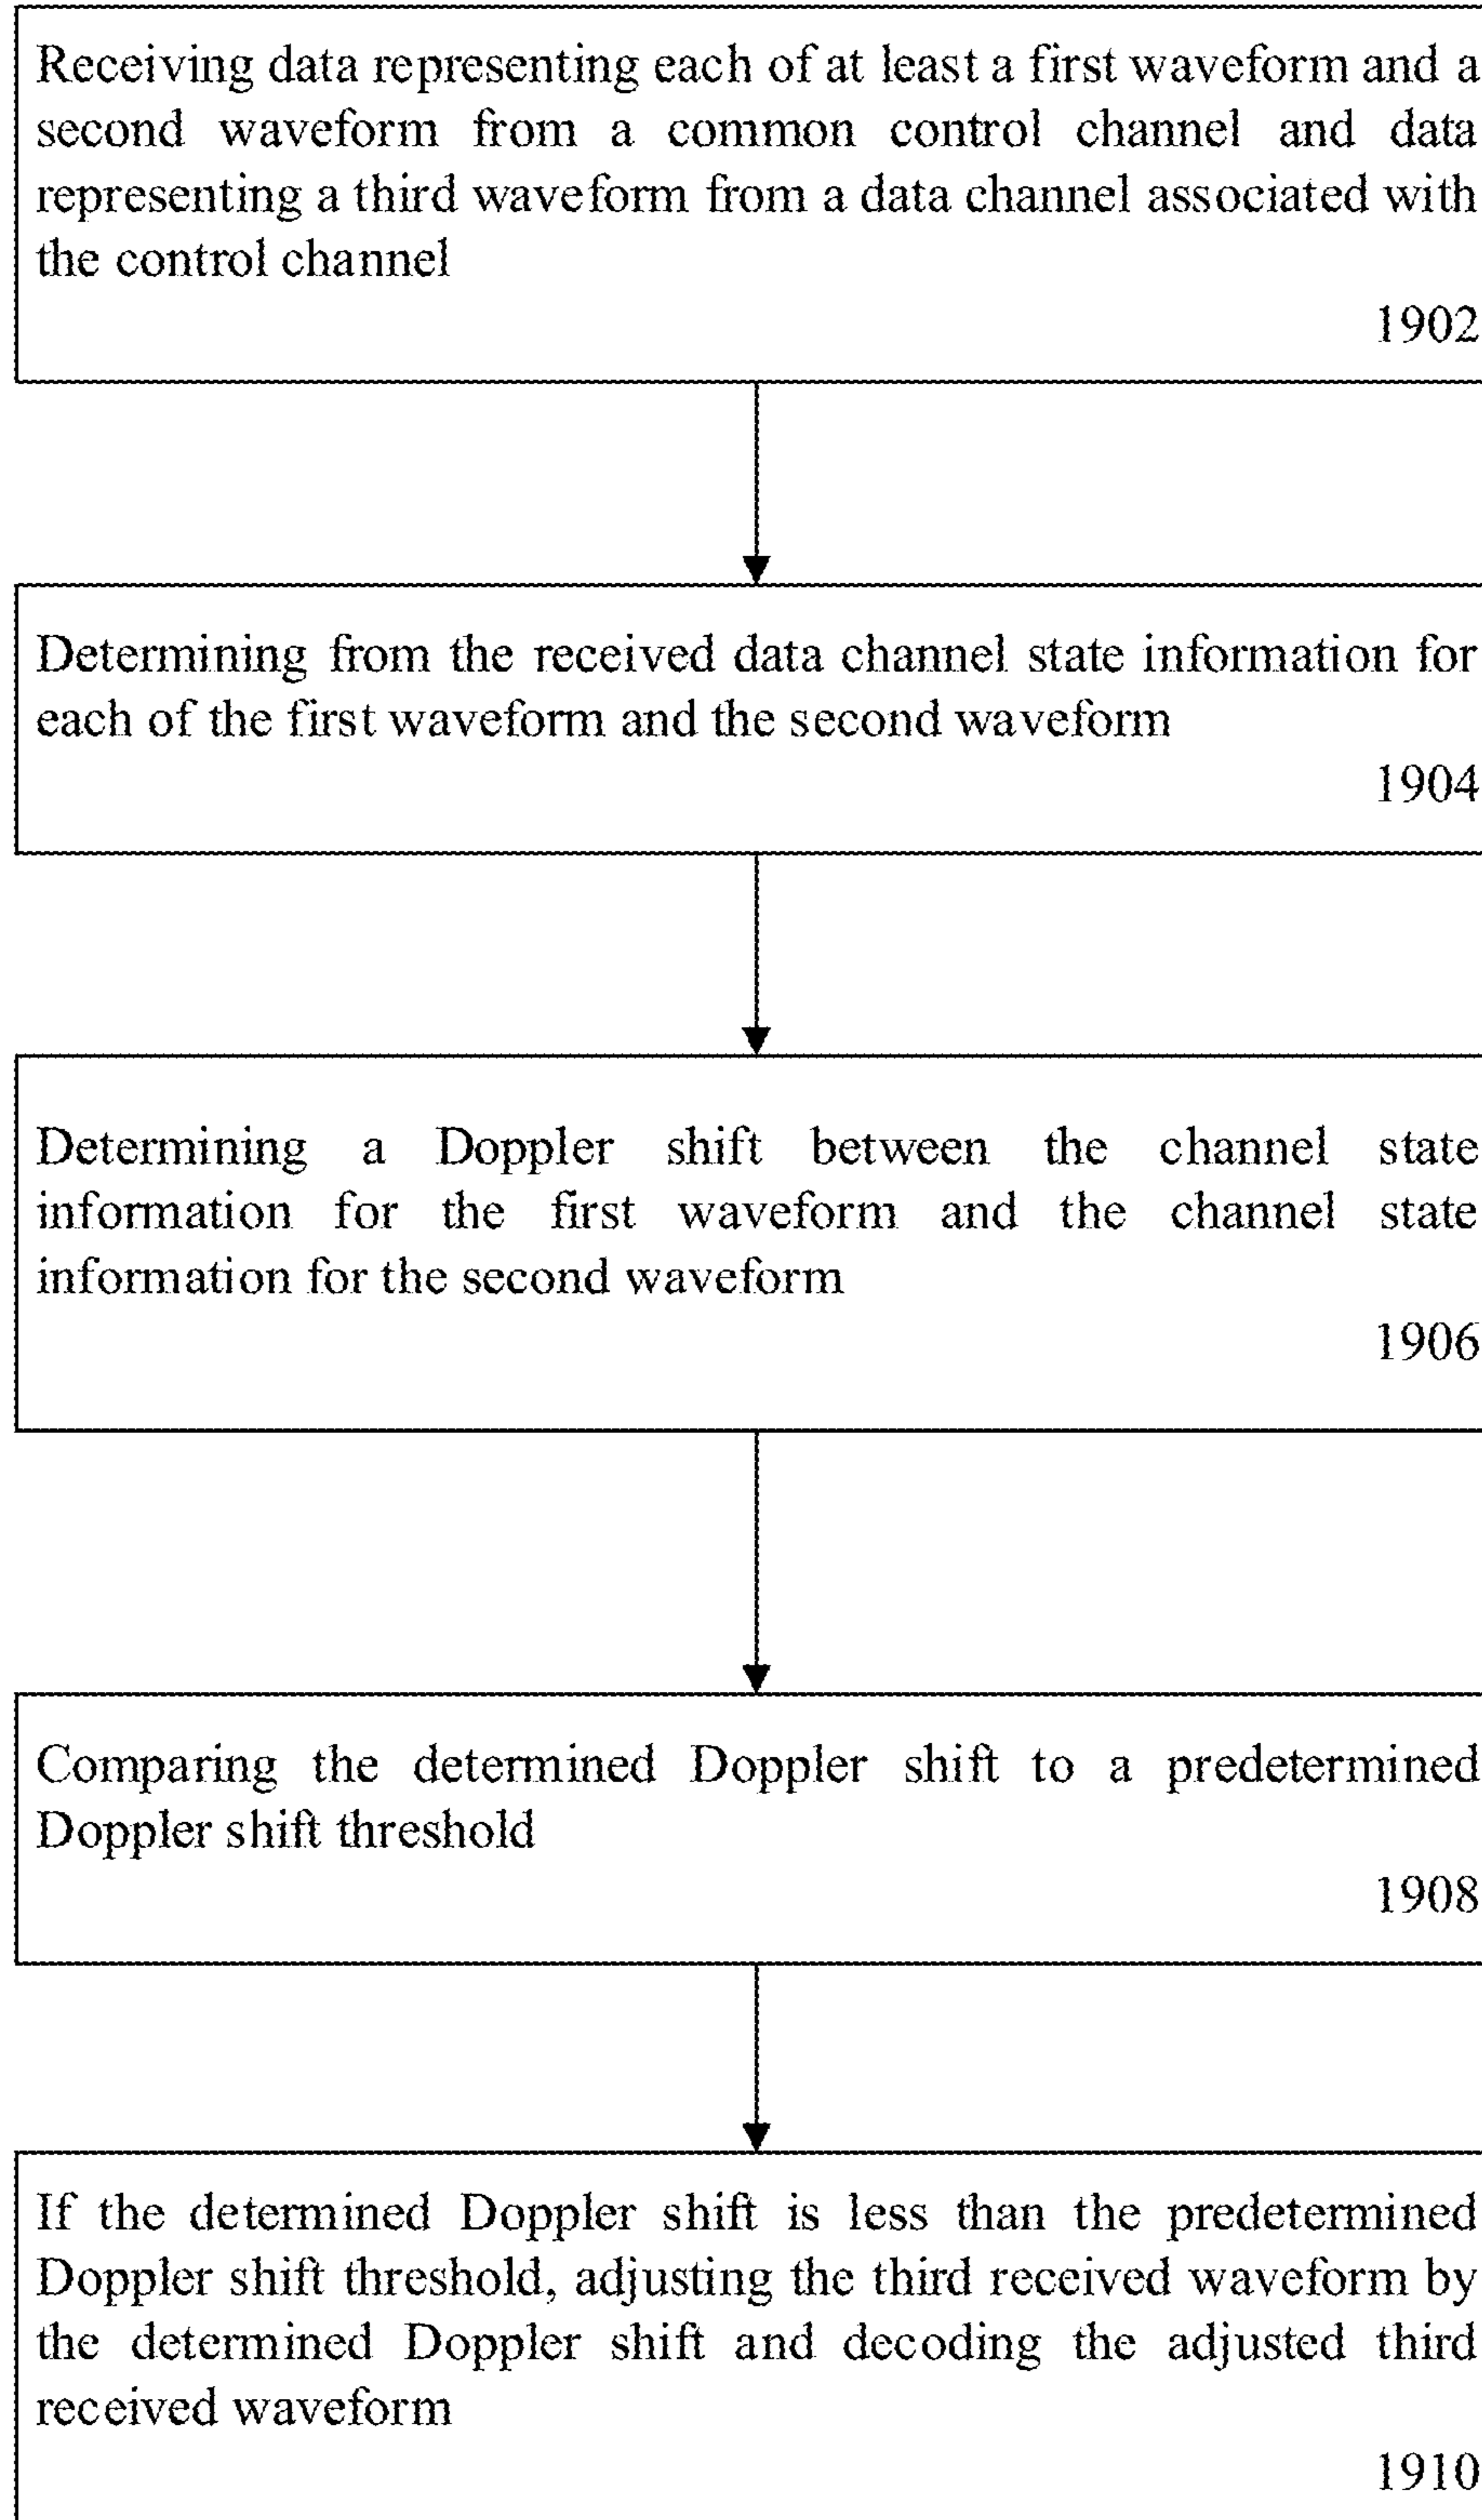 Receiving data representing each of at least a first waveform and a
second waveform from a common control channel and data
representing a third waveform from a data channel associated with
the control channel
1902
Determining from the received data channel state information for
each of the first waveform and the second waveform
1904
Determining a Doppler shift between the channel state
information for the first waveform and the channel state
information for the second waveform
1906
Comparing the determined Doppler shift to a predetermined
Doppler shift threshold
1908
If the determined Doppler shift is less than the predetermined
Doppler shift threshold, adjusting the third received waveform by
the determined Doppler shift and decoding the adjusted third
received waveform
1910